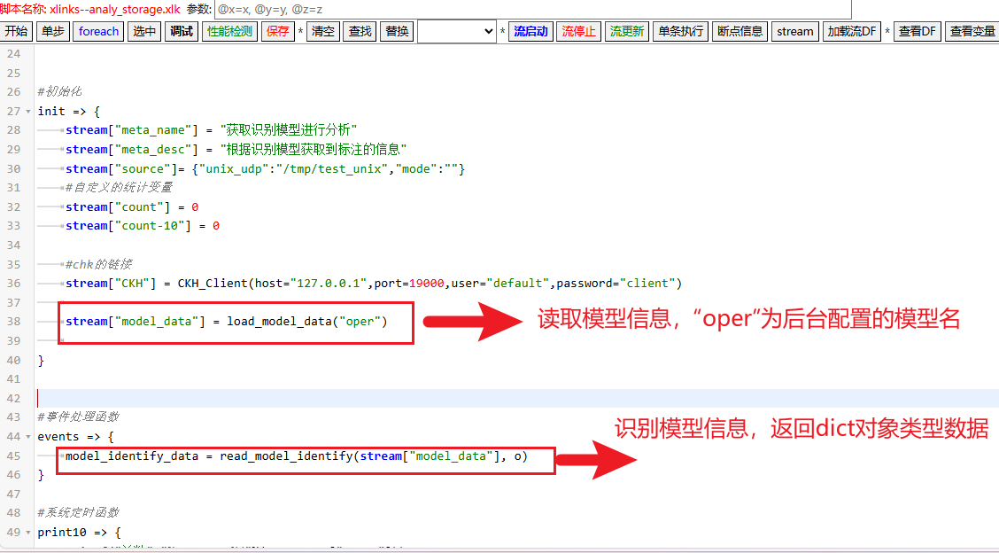 脚本名称: xlinks--analy_storage.xlk 参数: @x=x, @y=y, @z=z
开始 单步 foreach 选中 调试 性能检测 保存 * 清空 查找 替换 * 流启动 流停止 流更新 单条执行 断点信息 stream 加载流DF * 查看DF 查看变量
24
25
26 #初始化
27 init => {
28 stream["meta_name"] = "获取识别模型进行分析"
29 stream["meta_desc"] = "根据识别模型获取到标注的信息"
30 stream["source"]= {"unix_udp":"/tmp/test_unix","mode":""}
31 #自定义的统计变量
32 stream["count"] = 0
33 stream["count-10"] = 0
34
35 #chk的链接
36 stream["CKH"] = CKH_Client(host="127.0.0.1",port=19000,user="default",password="client")
37
38 stream["model_data"] = load_model_data("oper")
读取模型信息，“oper”为后台配置的模型名
39
40 }
41
42
43 #事件处理函数
44 events => {
识别模型信息，返回dict对象类型数据
45 model_identify_data = read_model_identify(stream["model_data"], o)
46 }
47
48 #系统定时函数
49 print10 => {